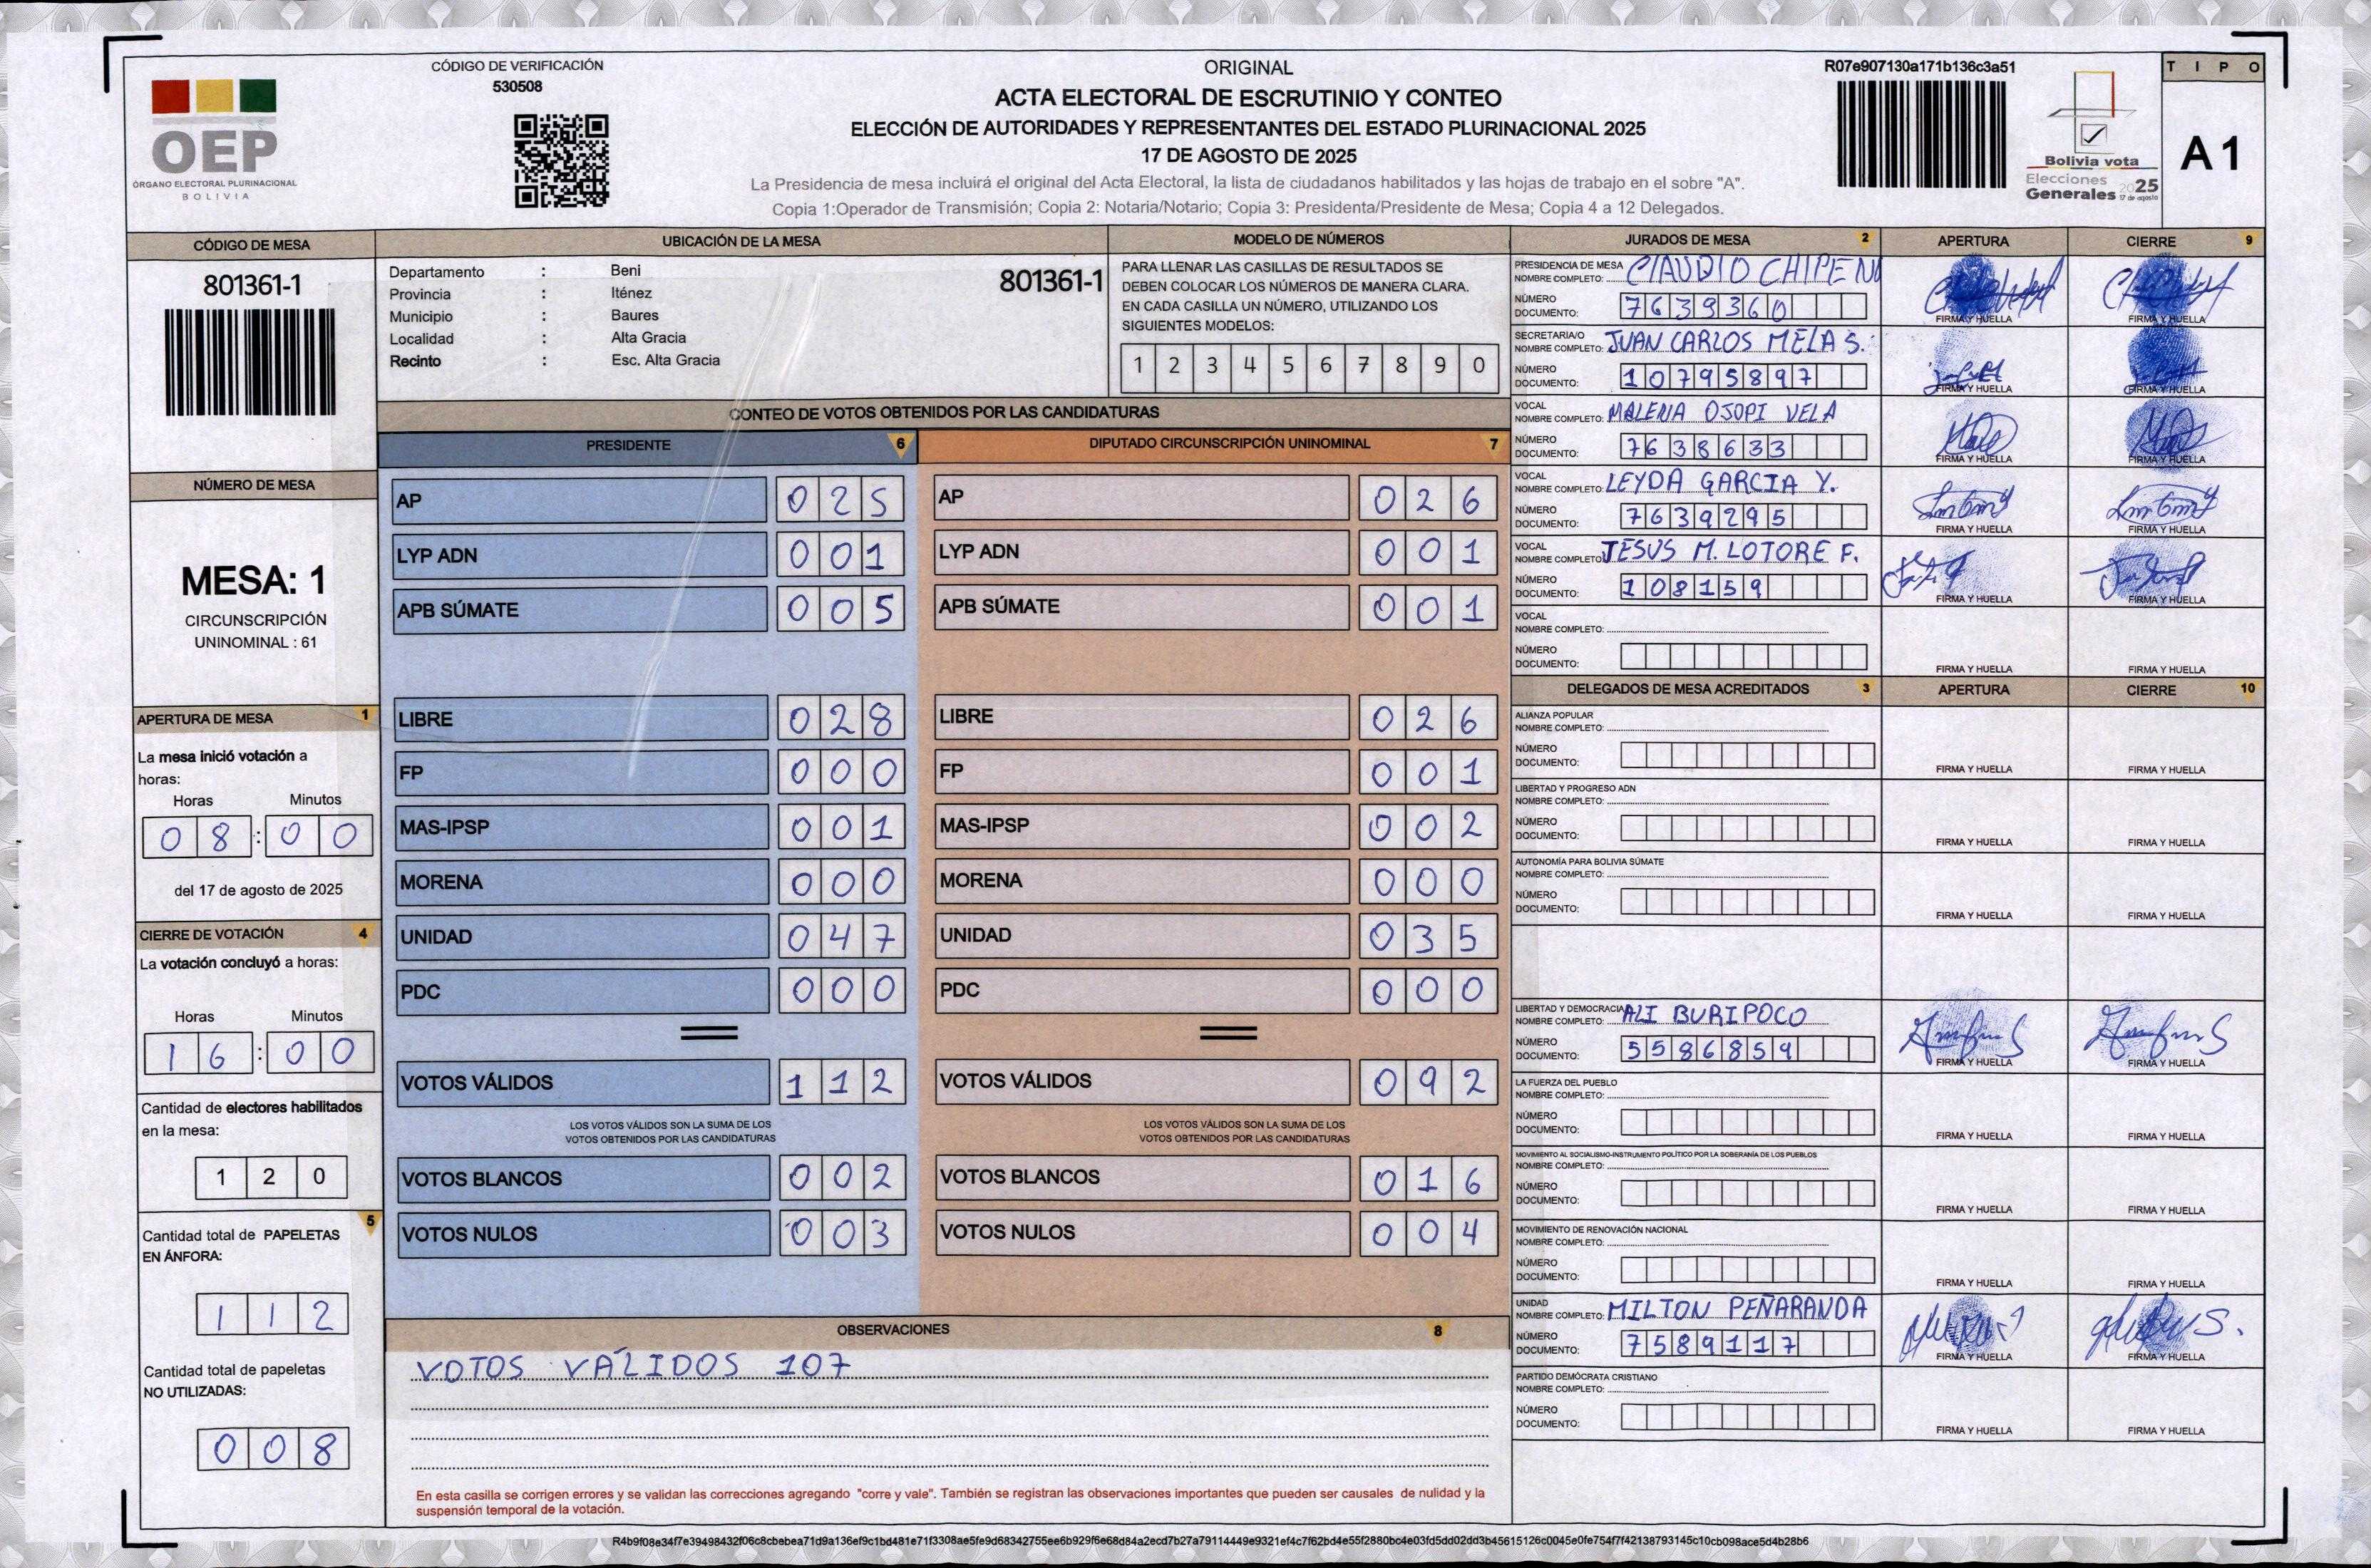 CÓDIGO DE VERIFICACIÓN
530508
OEP
ÓRGANO ELECTORAL PLURINACIONAL
BOLIVIA
ORIGINAL
ACTA ELECTORAL DE ESCRUTINIO Y CONTEO
ELECCIÓN DE AUTORIDADES Y REPRESENTANTES DEL ESTADO PLURINACIONAL 2025
17 DE AGOSTO DE 2025
La Presidencia de mesa incluirá el original del Acta Electoral, la lista de ciudadanos habilitados y las hojas de trabajo en el sobre "A".
Copia 1:Operador de Transmisión; Copia 2: Notaria/Notario; Copia 3: Presidenta/Presidente de Mesa; Copia 4 a 12 Delegados.
R07e907130a171b136c3a51
Bolivia vota
Elecciones
Generales 2025
17 de agosto
TIPO
A 1
CÓDIGO DE MESA
801361-1
NÚMERO DE MESA
MESA: 1
CIRCUNSCRIPCIÓN
UNINOMINAL : 61
APERTURA DE MESA 1
La mesa inició votación a
horas:
Horas Minutos
08:00
del 17 de agosto de 2025
CIERRE DE VOTACIÓN 4
La votación concluyó a horas:
Horas Minutos
16:00
Cantidad de electores habilitados
en la mesa:
120
5
Cantidad total de PAPELETAS
EN ÁNFORA:
112
Cantidad total de papeletas
NO UTILIZADAS:
008
UBICACIÓN DE LA MESA
Departamento : Beni
801361-1
Provincia : Iténez
Municipio : Baures
Localidad : Alta Gracia
Recinto : Esc. Alta Gracia
MODELO DE NÚMEROS
PARA LLENAR LAS CASILLAS DE RESULTADOS SE
DEBEN COLOCAR LOS NÚMEROS DE MANERA CLARA.
EN CADA CASILLA UN NÚMERO, UTILIZANDO LOS
SIGUIENTES MODELOS:
1 2 3 4 5 6 7 8 9 0
CONTEO DE VOTOS OBTENIDOS POR LAS CANDIDATURAS
PRESIDENTE 6 DIPUTADO CIRCUNSCRIPCIÓN UNINOMINAL 7
AP 025 AP 026
LYP ADN 001 LYP ADN 001
APB SÚMATE 005 APB SÚMATE 001
LIBRE 028 LIBRE 026
FP 000 FP 001
MAS-IPSP 001 MAS-IPSP 002
MORENA 000 MORENA 000
UNIDAD 047 UNIDAD 035
PDC 000 PDC 000
= =
VOTOS VÁLIDOS 112 VOTOS VÁLIDOS 092
LOS VOTOS VÁLIDOS SON LA SUMA DE LOS LOS VOTOS VÁLIDOS SON LA SUMA DE LOS
VOTOS OBTENIDOS POR LAS CANDIDATURAS VOTOS OBTENIDOS POR LAS CANDIDATURAS
VOTOS BLANCOS 002 VOTOS BLANCOS 016
VOTOS NULOS 003 VOTOS NULOS 004
OBSERVACIONES 8
VOTOS VÁLIDOS 107
En esta casilla se corrigen errores y se validan las correcciones agregando "corre y vale". También se registran las observaciones importantes que pueden ser causales de nulidad y la
suspensión temporal de la votación.
JURADOS DE MESA 2 APERTURA CIERRE 9
PRESIDENCIA DE MESA
NOMBRE COMPLETO: CLAUDIO CHIPENU
NÚMERO
DOCUMENTO: 7639360 FIRMA Y HUELLA FIRMA Y HUELLA
SECRETARIA/O
NOMBRE COMPLETO: JUAN CARLOS MELA S.
NÚMERO
DOCUMENTO: 10795897 FIRMA Y HUELLA FIRMA Y HUELLA
VOCAL
NOMBRE COMPLETO: MALENA OJOPI VELA
NÚMERO
DOCUMENTO: 7638633 FIRMA Y HUELLA FIRMA Y HUELLA
VOCAL
NOMBRE COMPLETO: LEYDA GARCIA Y.
NÚMERO
DOCUMENTO: 7639295 FIRMA Y HUELLA FIRMA Y HUELLA
VOCAL
NOMBRE COMPLETO: JESUS M. LOTORE F.
NÚMERO
DOCUMENTO: 108159 FIRMA Y HUELLA FIRMA Y HUELLA
VOCAL
NOMBRE COMPLETO:
NÚMERO
DOCUMENTO: FIRMA Y HUELLA FIRMA Y HUELLA
DELEGADOS DE MESA ACREDITADOS 3 APERTURA CIERRE 10
ALIANZA POPULAR
NOMBRE COMPLETO:
NÚMERO
DOCUMENTO: FIRMA Y HUELLA FIRMA Y HUELLA
LIBERTAD Y PROGRESO ADN
NOMBRE COMPLETO:
NÚMERO
DOCUMENTO: FIRMA Y HUELLA FIRMA Y HUELLA
AUTONOMÍA PARA BOLIVIA SÚMATE
NOMBRE COMPLETO:
NÚMERO
DOCUMENTO: FIRMA Y HUELLA FIRMA Y HUELLA
LIBERTAD Y DEMOCRACIA
NOMBRE COMPLETO: ALI BURIPOCO
NÚMERO
DOCUMENTO: 5586859 FIRMA Y HUELLA FIRMA Y HUELLA
LA FUERZA DEL PUEBLO
NOMBRE COMPLETO:
NÚMERO
DOCUMENTO: FIRMA Y HUELLA FIRMA Y HUELLA
MOVIMIENTO AL SOCIALISMO-INSTRUMENTO POLÍTICO POR LA SOBERANÍA DE LOS PUEBLOS
NOMBRE COMPLETO:
NÚMERO
DOCUMENTO: FIRMA Y HUELLA FIRMA Y HUELLA
MOVIMIENTO DE RENOVACIÓN NACIONAL
NOMBRE COMPLETO:
NÚMERO
DOCUMENTO: FIRMA Y HUELLA FIRMA Y HUELLA
UNIDAD
NOMBRE COMPLETO: MILTON PEÑARANDA
NÚMERO
DOCUMENTO: 7589117 FIRMA Y HUELLA FIRMA Y HUELLA
PARTIDO DEMÓCRATA CRISTIANO
NOMBRE COMPLETO:
NÚMERO
DOCUMENTO: FIRMA Y HUELLA FIRMA Y HUELLA